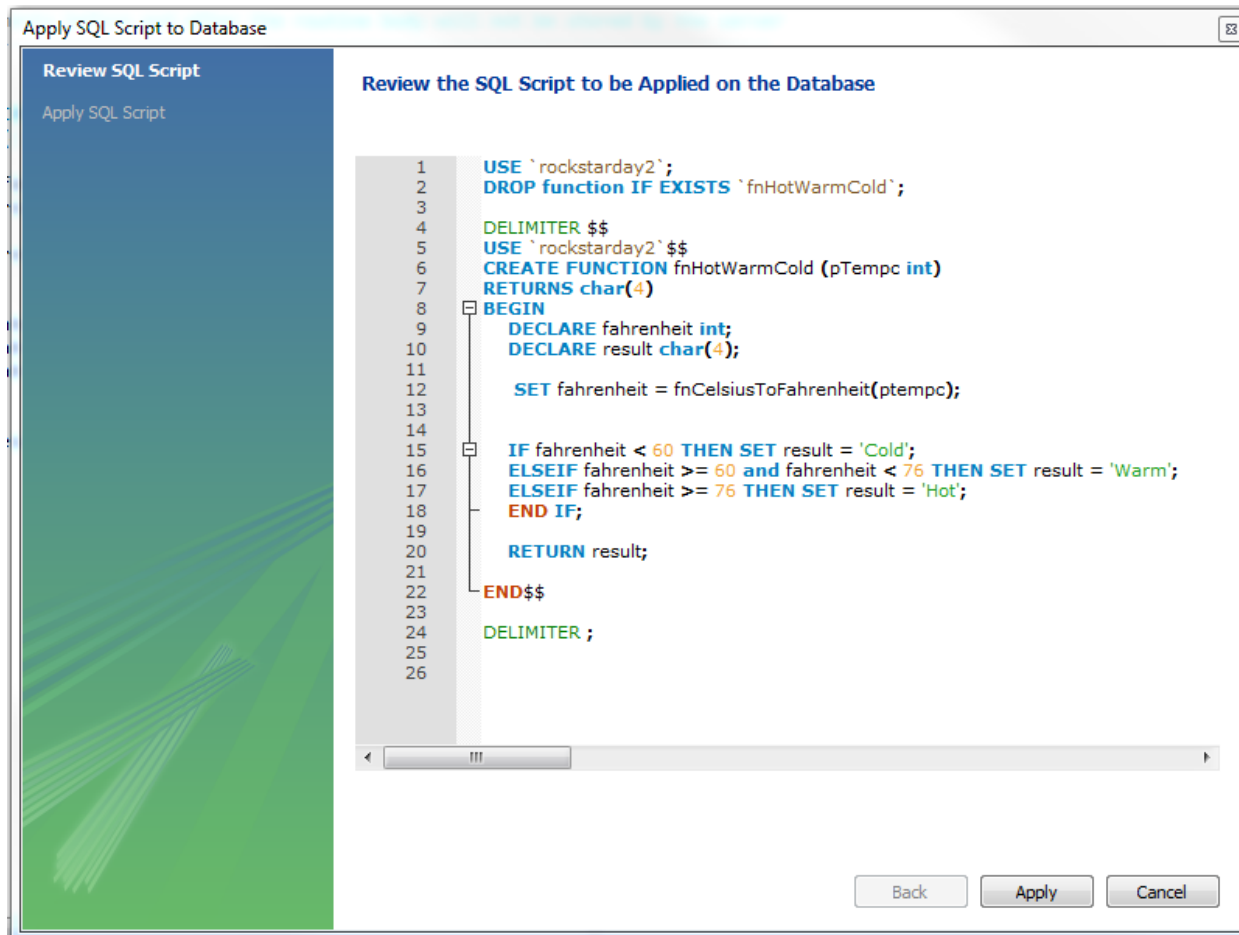 Apply SQL Script to Database
Review SQL Script
Apply SQL Script
Review the SQL Script to be Applied on the Database
1 USE `rockstarday2`;
2 DROP function IF EXISTS `fnHotWarmCold`;
3
4 DELIMITER $$
5 USE `rockstarday2`$$
6 CREATE FUNCTION fnHotWarmCold (pTempc int)
7 RETURNS char(4)
8 BEGIN
9 DECLARE fahrenheit int;
10 DECLARE result char(4);
11
12 SET fahrenheit = fnCelsiusToFahrenheit(ptempc);
13
14
15 IF fahrenheit < 60 THEN SET result = 'Cold';
16 ELSEIF fahrenheit >= 60 and fahrenheit < 76 THEN SET result = 'Warm';
17 ELSEIF fahrenheit >= 76 THEN SET result = 'Hot';
18 END IF;
19
20 RETURN result;
21
22 END$$
23
24 DELIMITER ;
25
26
Back Apply Cancel